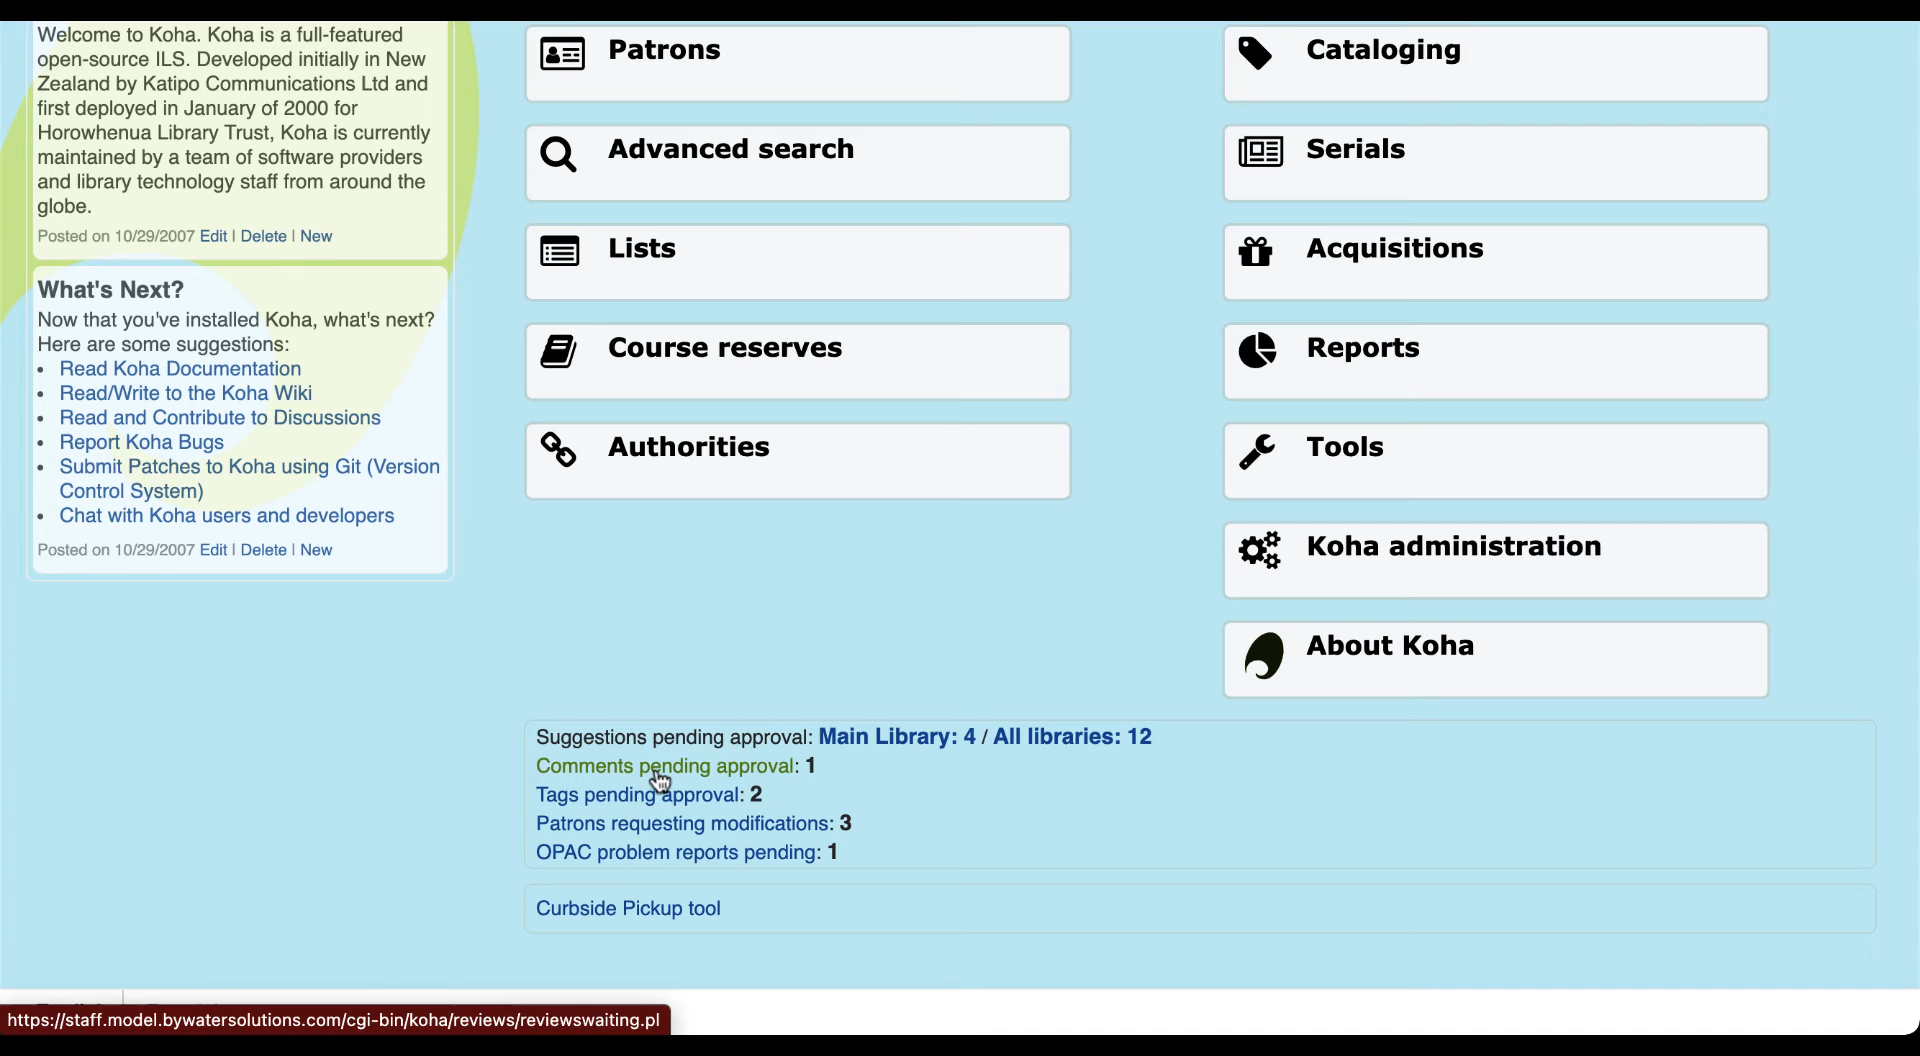 Welcome to Koha. Koha is a full-featured
open-source ILS. Developed initially in New
Zealand by Katipo Communications Ltd and
first deployed in January of 2000 for
Horowhenua Library Trust, Koha is currently
maintained by a team of software providers
and library technology staff from around the
globe.
Posted on 10/29/2007 Edit | Delete | New
What's Next?
Now that you've installed Koha, what's next?
Here are some suggestions:
• Read Koha Documentation
• Read/Write to the Koha Wiki
• Read and Contribute to Discussions
• Report Koha Bugs
• Submit Patches to Koha using Git (Version
Control System)
• Chat with Koha users and developers
Posted on 10/29/2007 Edit | Delete | New
Patrons
Advanced search
Lists
Course reserves
Authorities
Cataloging
Serials
Acquisitions
Reports
Tools
Koha administration
About Koha
Suggestions pending approval: Main Library: 4 / All libraries: 12
Comments pending approval: 1
Tags pending approval: 2
Patrons requesting modifications: 3
OPAC problem reports pending: 1
Curbside Pickup tool
https://staff.model.bywatersolutions.com/cgi-bin/koha/reviews/reviewswaiting.pl